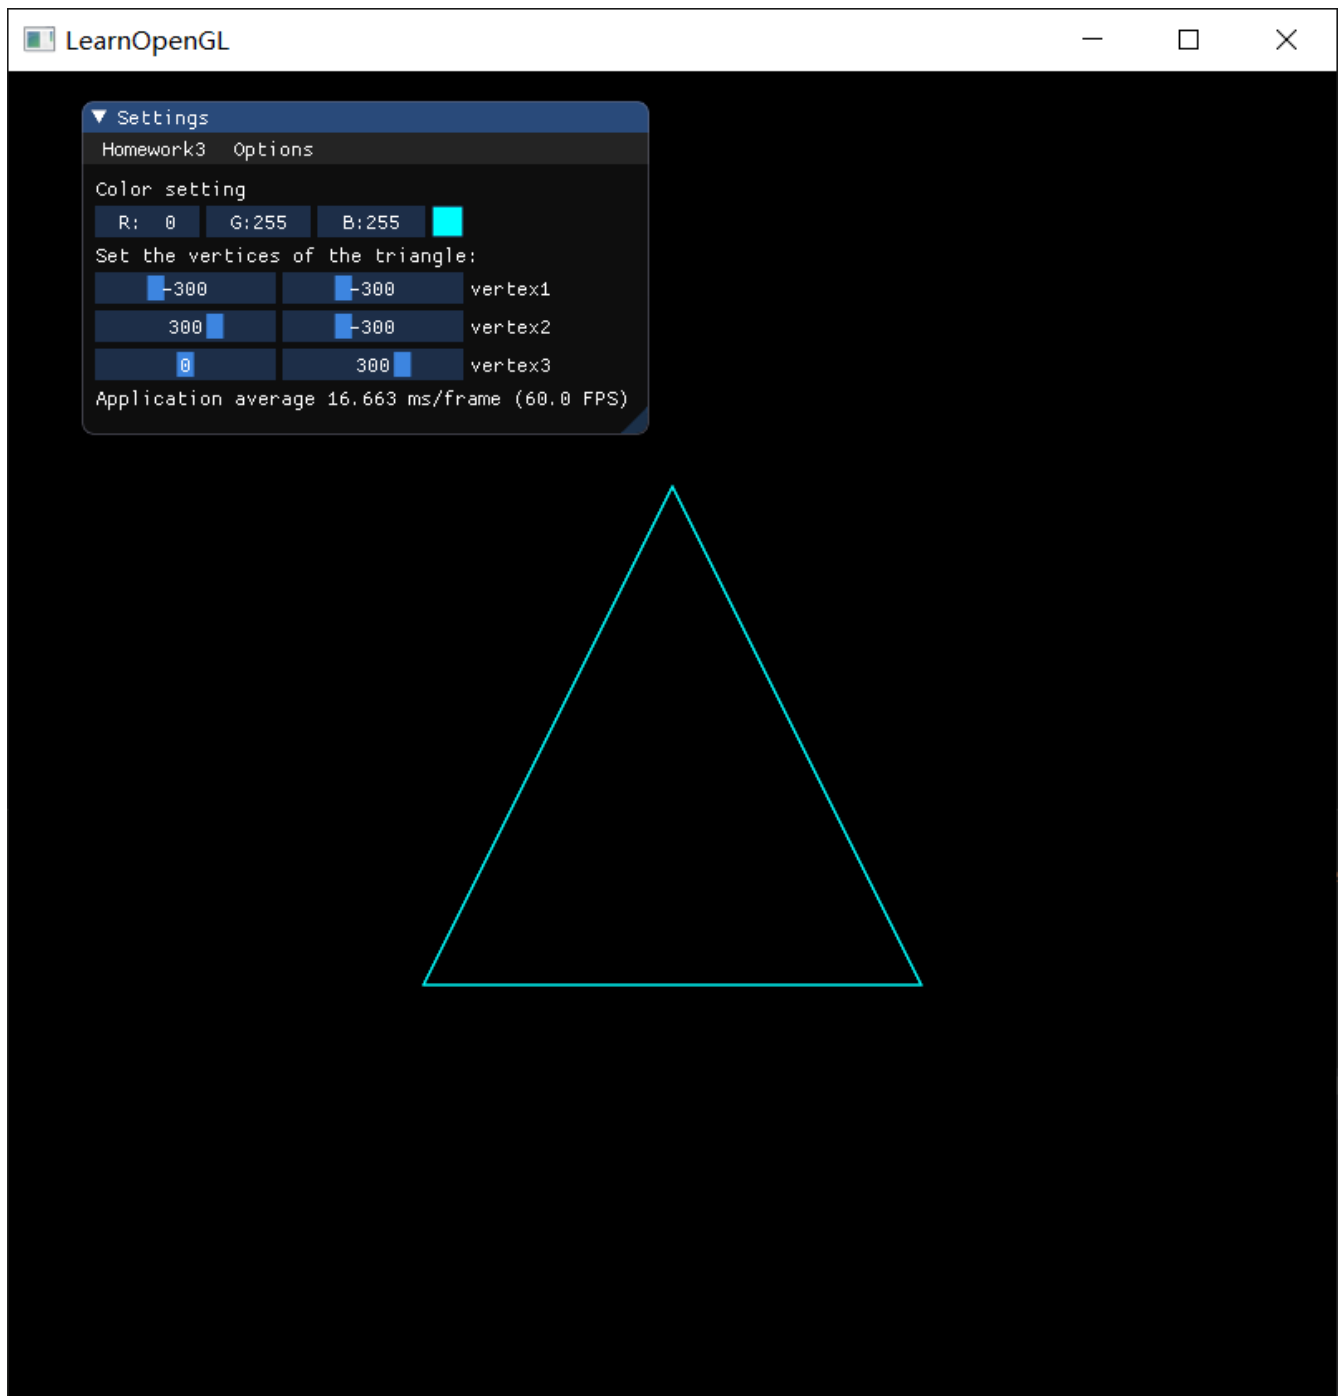 LearnOpenGL
Settings
Homework3 Options
Color setting
R: 0 G:255 B:255
Set the vertices of the triangle:
-300 -300 vertex1
300 -300 vertex2
0 300 vertex3
Application average 16.663 ms/frame (60.0 FPS)